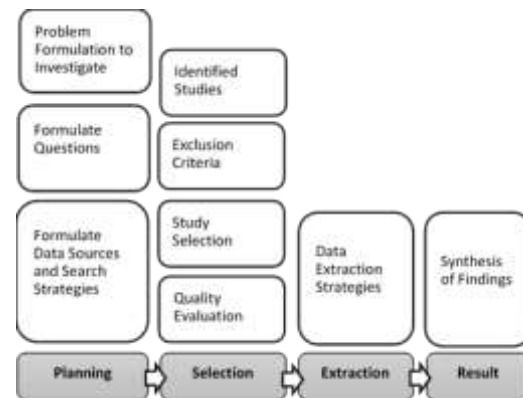 Problem
Formulation to
Investigate
Formulate
Questions
Formulate
Data Sources
and Search
Strategies
Identified
Studies
Exclusion
Criteria
Study
Selection
Quality
Evaluation
Data
Extraction
Strategies
Synthesis
of Findings
Planning
Selection
Extraction
Result